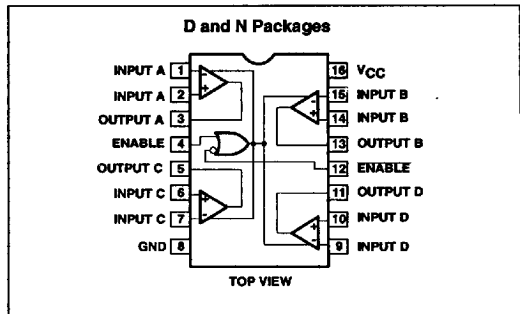 D and N Packages
INPUT A 1
INPUT A 2
OUTPUT A 3
ENABLE 4
OUTPUT C 5
INPUT C 6
INPUT C 7
GND 8
16 VCC
15 INPUT B
14 INPUT B
13 OUTPUT B
12 ENABLE
11 OUTPUT D
10 INPUT D
9 INPUT D
TOP VIEW